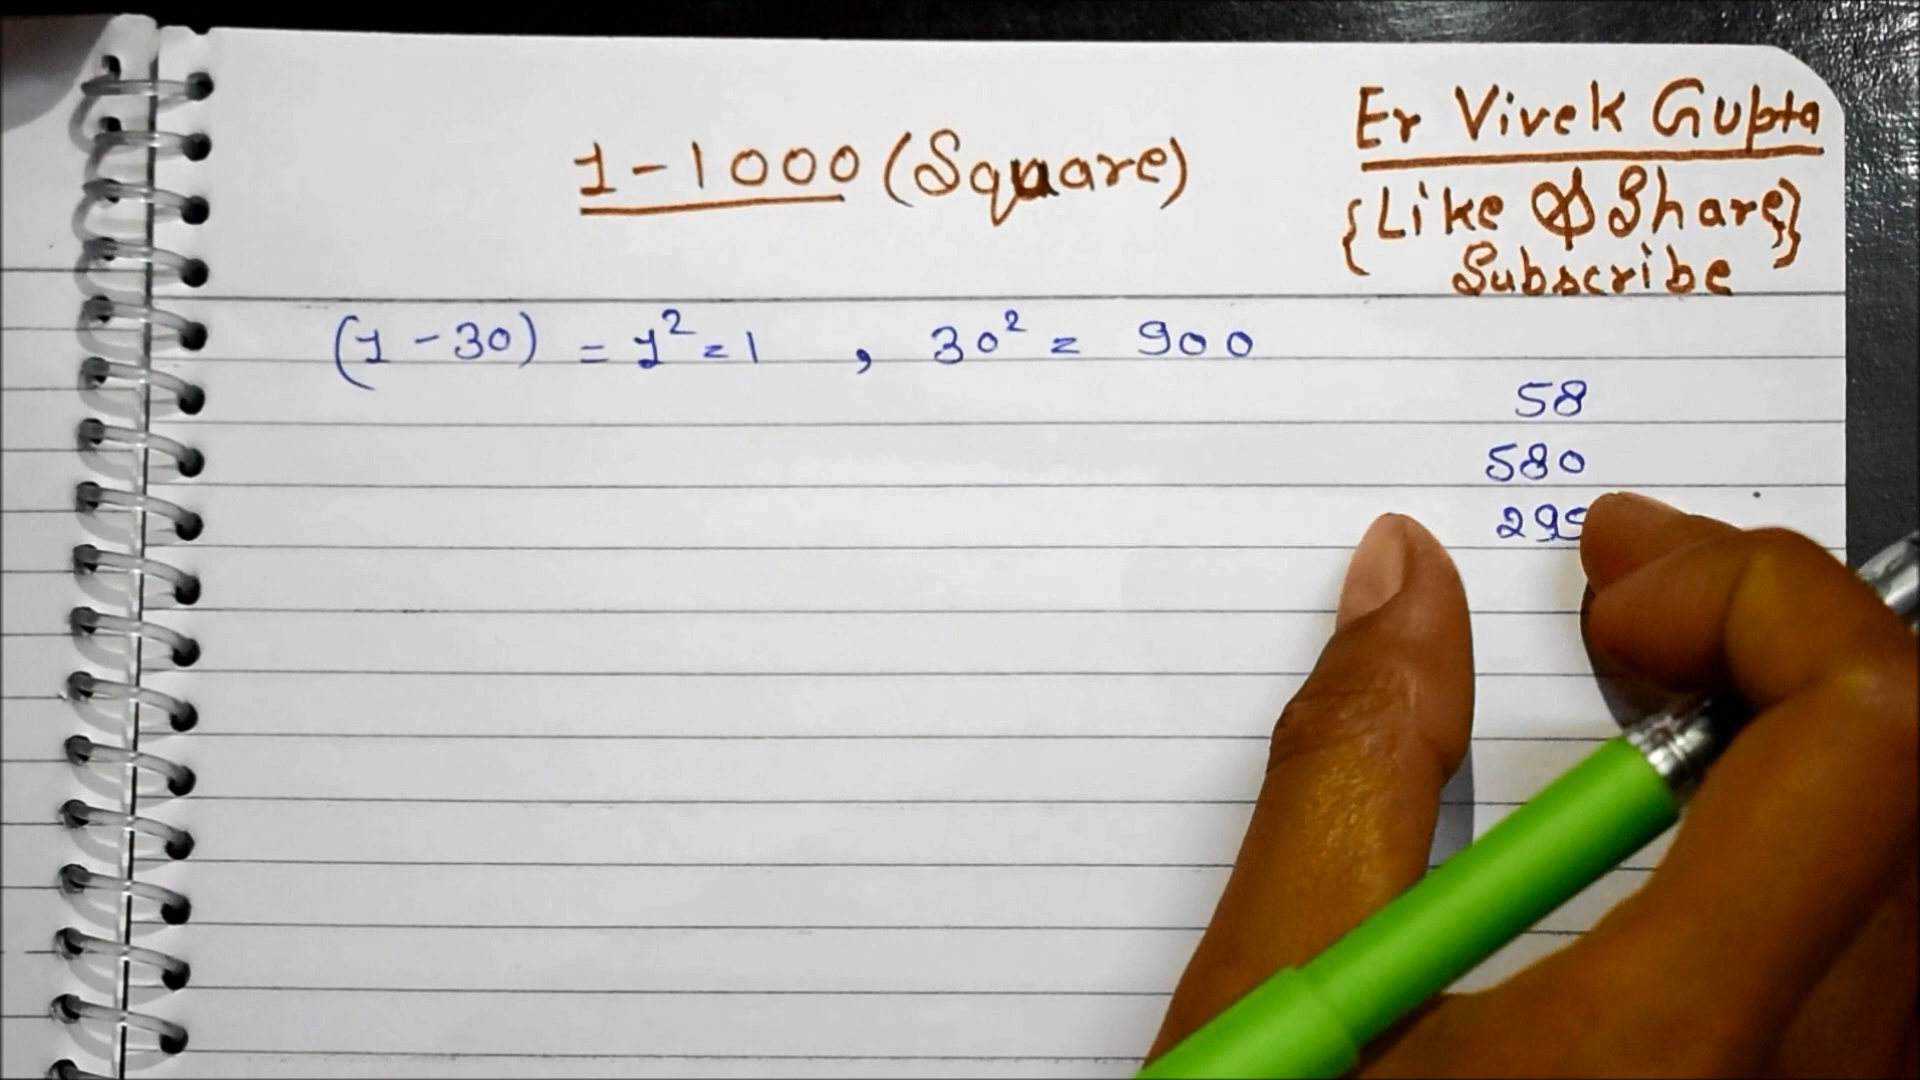 1-1000 (Square)
Er Vivek Gupta
{Like & Share}
Subscribe
(1-30) = 1² = 1 , 30² = 900
58
580